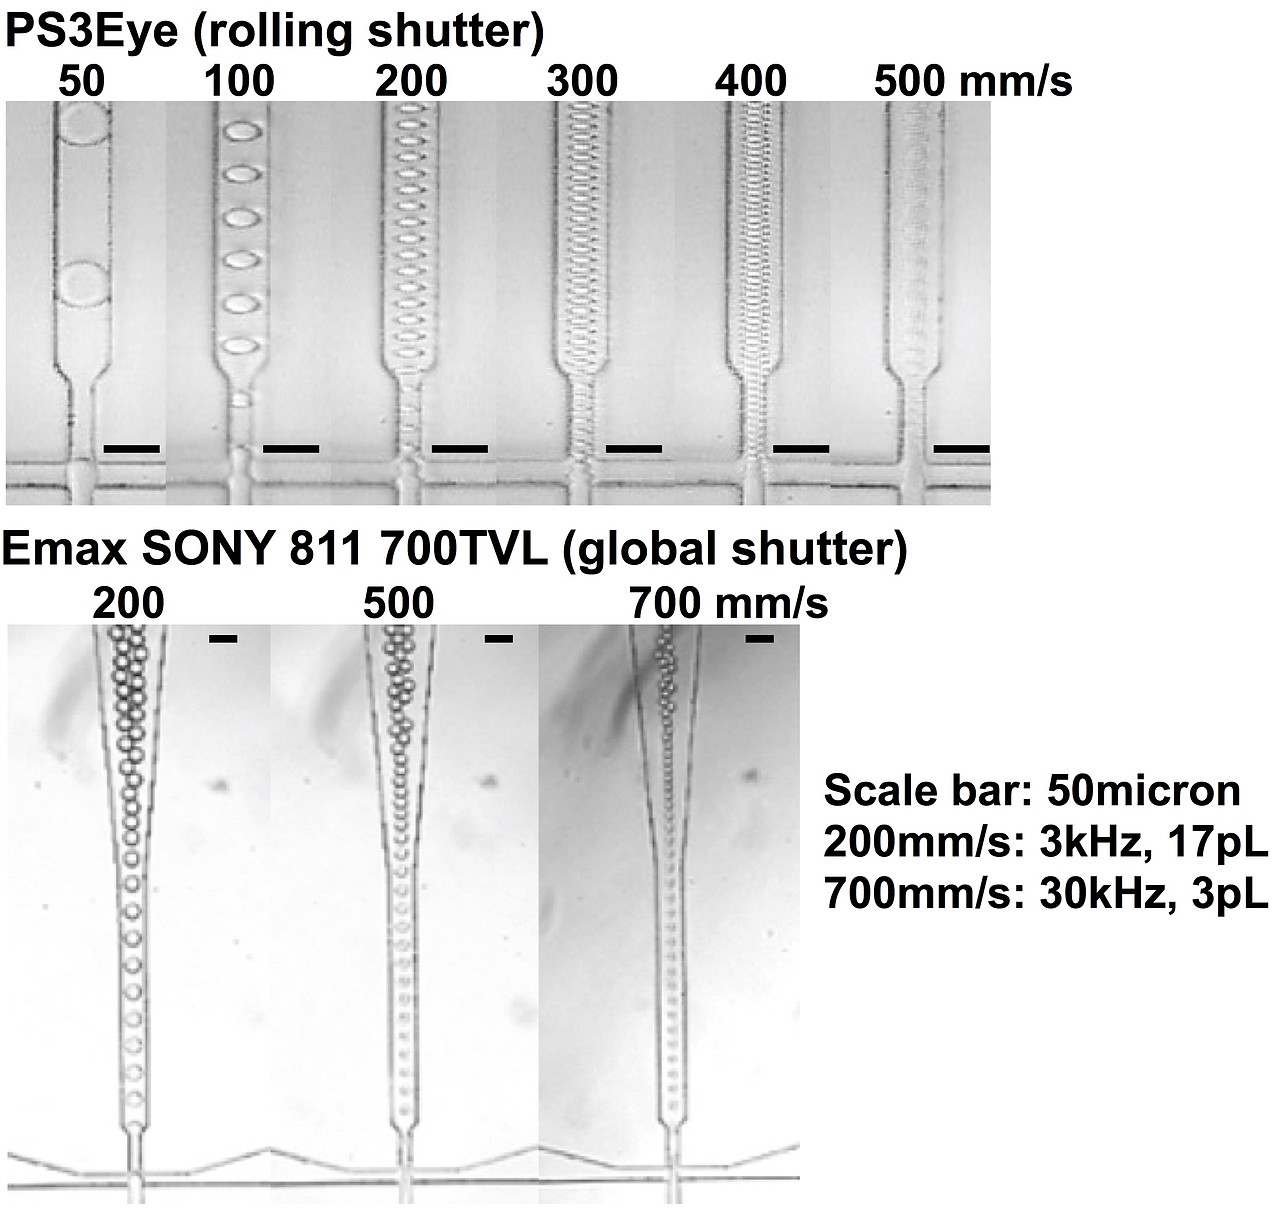 PS3Eye (rolling shutter)
50 100 200 300 400 500 mm/s
Emax SONY 811 700TVL (global shutter)
200 500 700 mm/s
Scale bar: 50micron
200mm/s: 3kHz, 17pL
700mm/s: 30kHz, 3pL